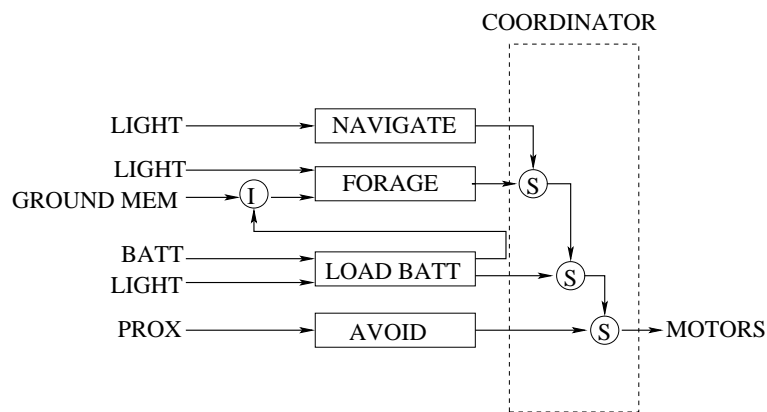 COORDINATOR
LIGHT
NAVIGATE
LIGHT
FORAGE
S
GROUND MEM
I
BATT
LOAD BATT
S
LIGHT
PROX
AVOID
S
MOTORS